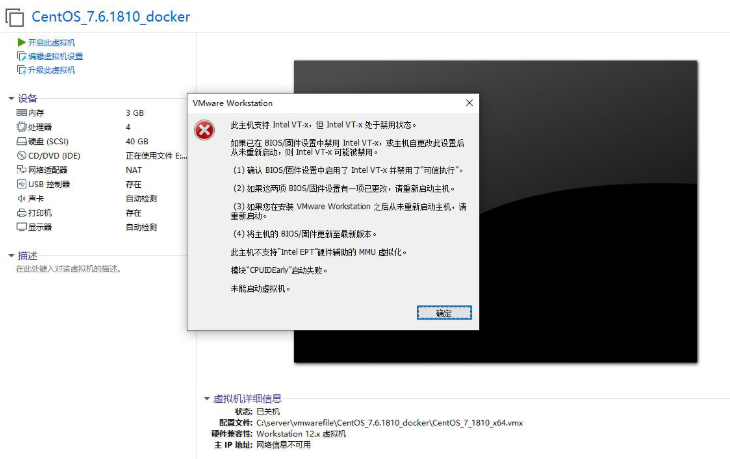 CentOS_7.6.1810_docker
开启此虚拟机
编辑虚拟机设置
升级此虚拟机
设备
内存 3 GB
处理器 4
硬盘 (SCSI) 40 GB
CD/DVD (IDE) 正在使用文件 E:...
网络适配器 NAT
USB 控制器 存在
声卡 自动检测
打印机 存在
显示器 自动检测
描述
在此处键入对该虚拟机的描述。
VMware Workstation
此主机支持 Intel VT-x，但 Intel VT-x 处于禁用状态。
如果已在 BIOS/固件设置中禁用 Intel VT-x，或主机自更改此设置后
从未重新启动，则 Intel VT-x 可能被禁用。
(1) 确认 BIOS/固件设置中启用了 Intel VT-x 并禁用了“可信执行”。
(2) 如果这两项 BIOS/固件设置有一项已更改，请重新启动主机。
(3) 如果您在安装 VMware Workstation 之后从未重新启动主机，请
重新启动。
(4) 将主机的 BIOS/固件更新至最新版本。
此主机不支持“Intel EPT”硬件辅助的 MMU 虚拟化。
模块“CPUIDEarly”启动失败。
未能启动虚拟机。
确定
虚拟机详细信息
状态: 已关机
配置文件: C:\server\vmwarefile\CentOS_7.6.1810_docker\CentOS_7_1810_x64.vmx
硬件兼容性: Workstation 12.x 虚拟机
主 IP 地址: 网络信息不可用